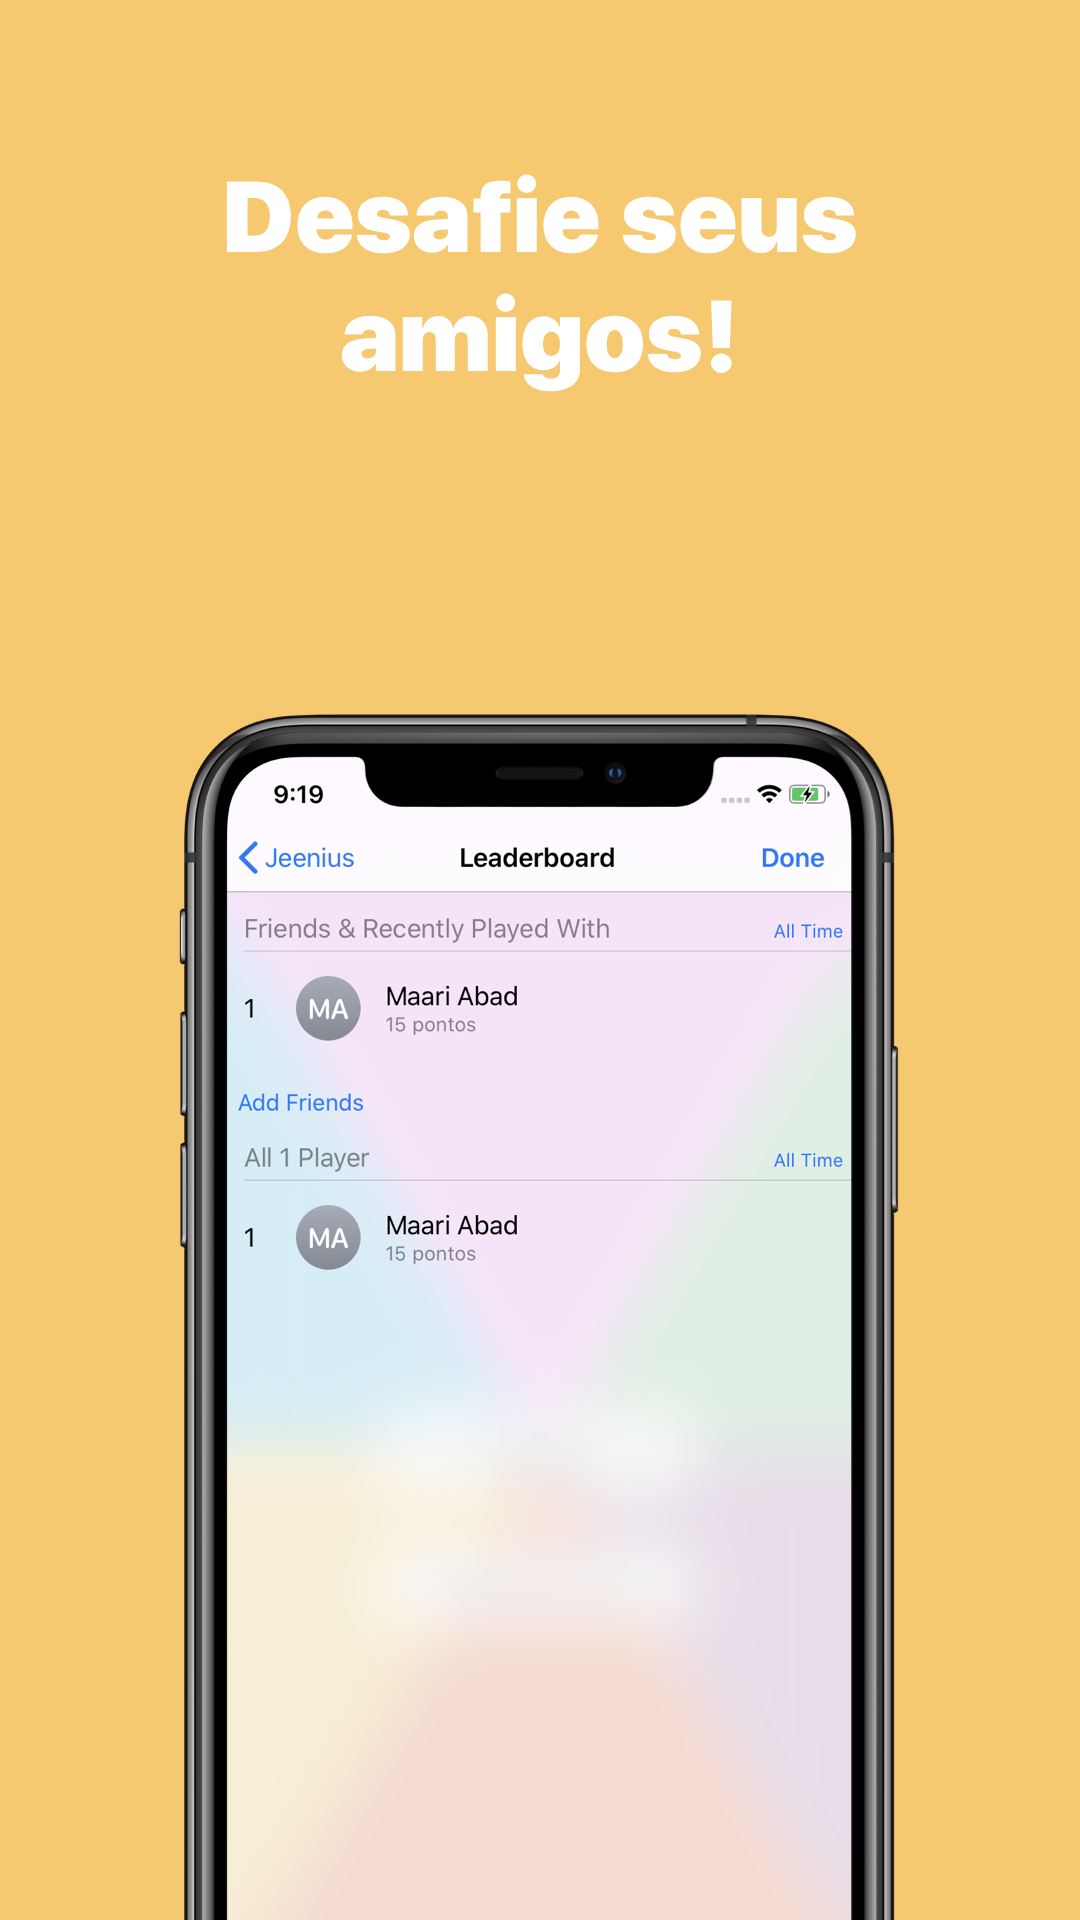 Desafie seus
amigos!
9:19
Jeenius
Leaderboard
Done
Friends & Recently Played With
All Time
1
MA
Maari Abad
15 pontos
Add Friends
All 1 Player
All Time
1
MA
Maari Abad
15 pontos